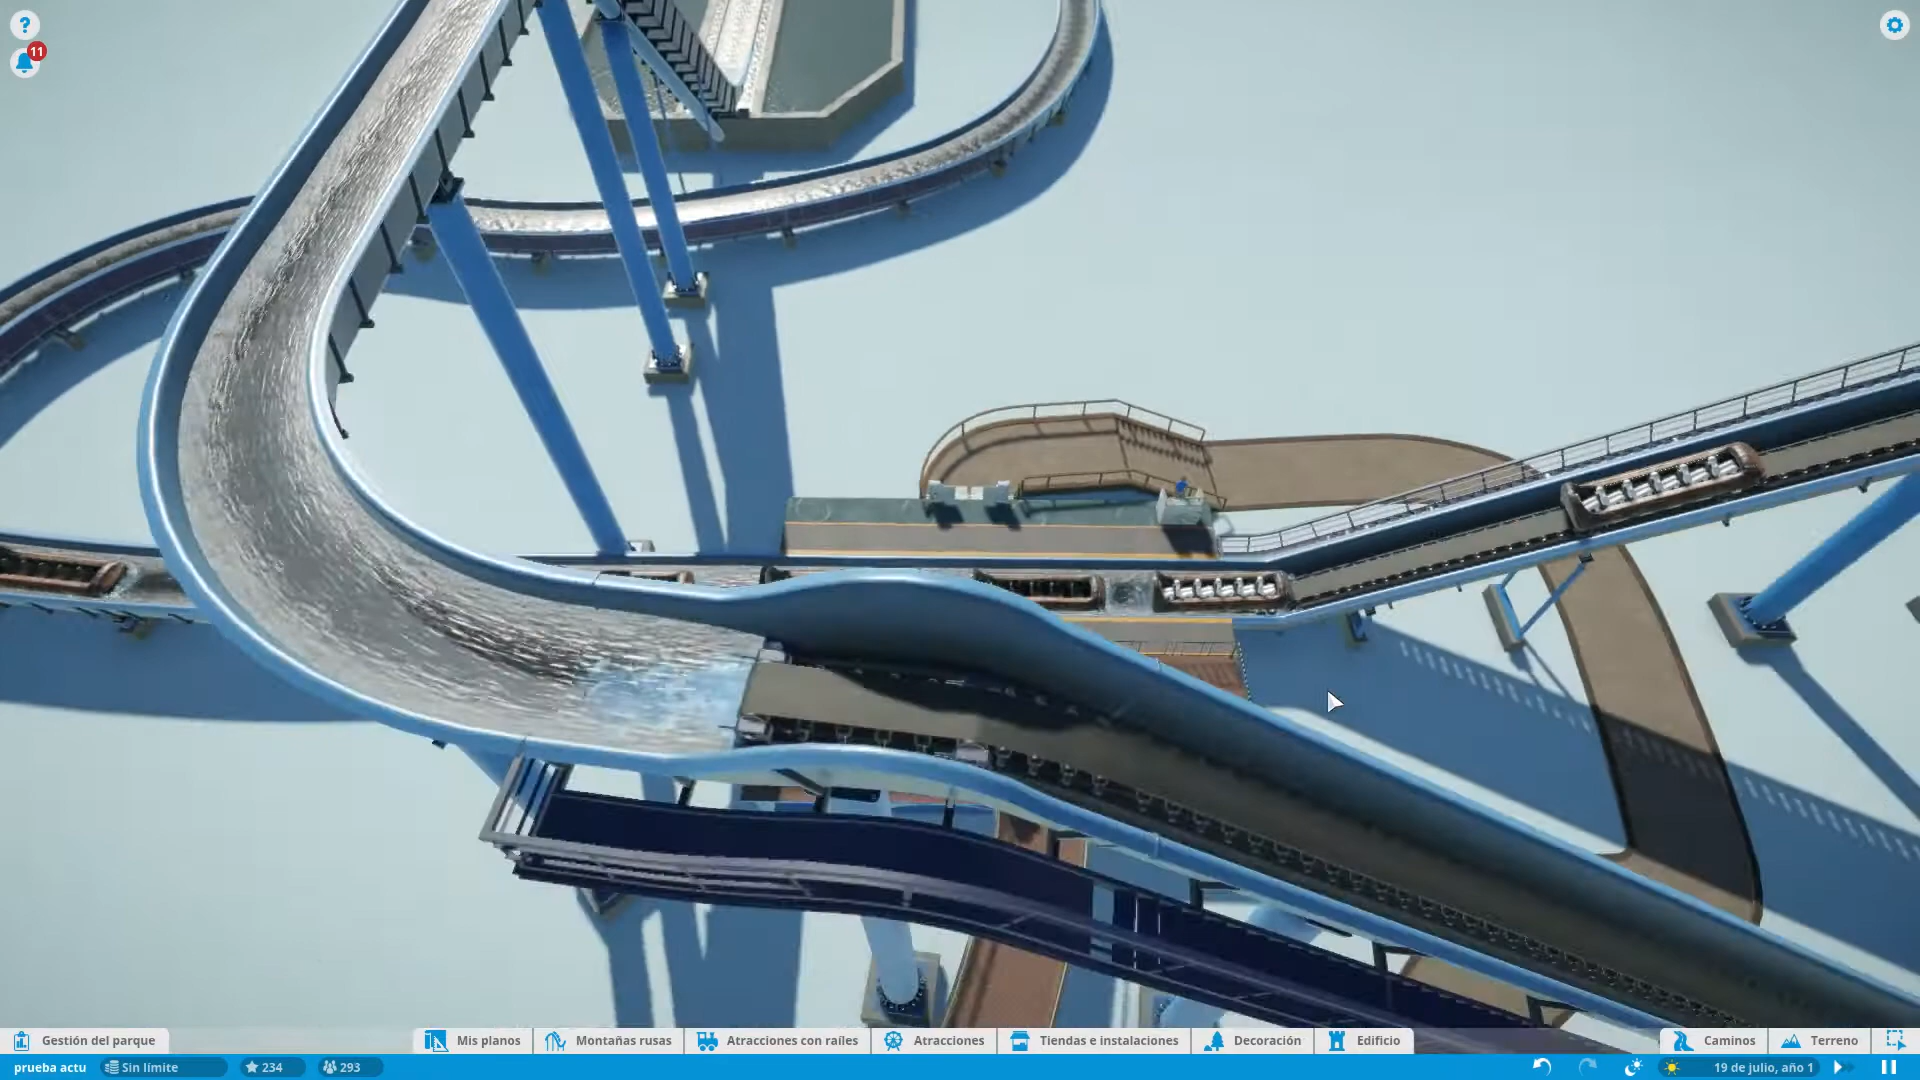 ?
11
Gestión del parque
Mis planos
Montañas rusas
Atracciones con raíles
Atracciones
Tiendas e instalaciones
Decoración
Edificio
Caminos
Terreno
prueba actu
Sin límite
234
293
19 de julio, año 1